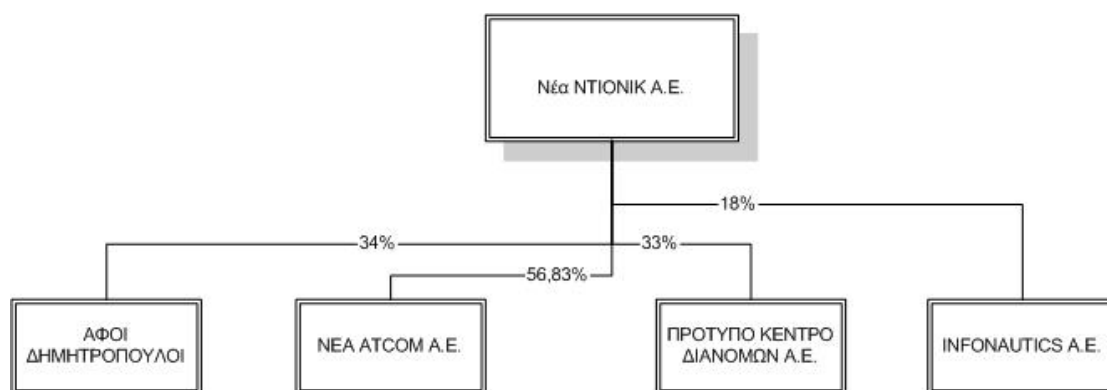 Νέα ΝΤΙΟΝΙΚ Α.Ε.
18%
34%
33%
56,83%
ΑΦΟΙ
ΔΗΜΗΤΡΟΠΟΥΛΟΙ
ΝΕΑ ATCOM Α.Ε.
ΠΡΟΤΥΠΟ ΚΕΝΤΡΟ
ΔΙΑΝΟΜΩΝ Α.Ε.
INFONAUTICS Α.Ε.